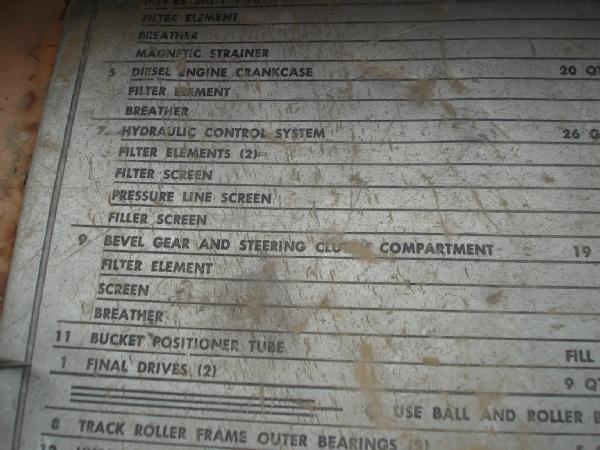 FILTER ELEMENT
BREATHER
MAGNETIC STRAINER
5 DIESEL ENGINE CRANKCASE 20 QT
FILTER ELEMENT
BREATHER
7 HYDRAULIC CONTROL SYSTEM 26 G
FILTER ELEMENTS (2)
FILTER SCREEN
PRESSURE LINE SCREEN
FILLER SCREEN
9 BEVEL GEAR AND STEERING CLUTCH COMPARTMENT 19
FILTER ELEMENT
SCREEN
BREATHER
11 BUCKET POSITIONER TUBE FILL
1 FINAL DRIVES (2) 9 QT
USE BALL AND ROLLER B
8 TRACK ROLLER FRAME OUTER BEARINGS